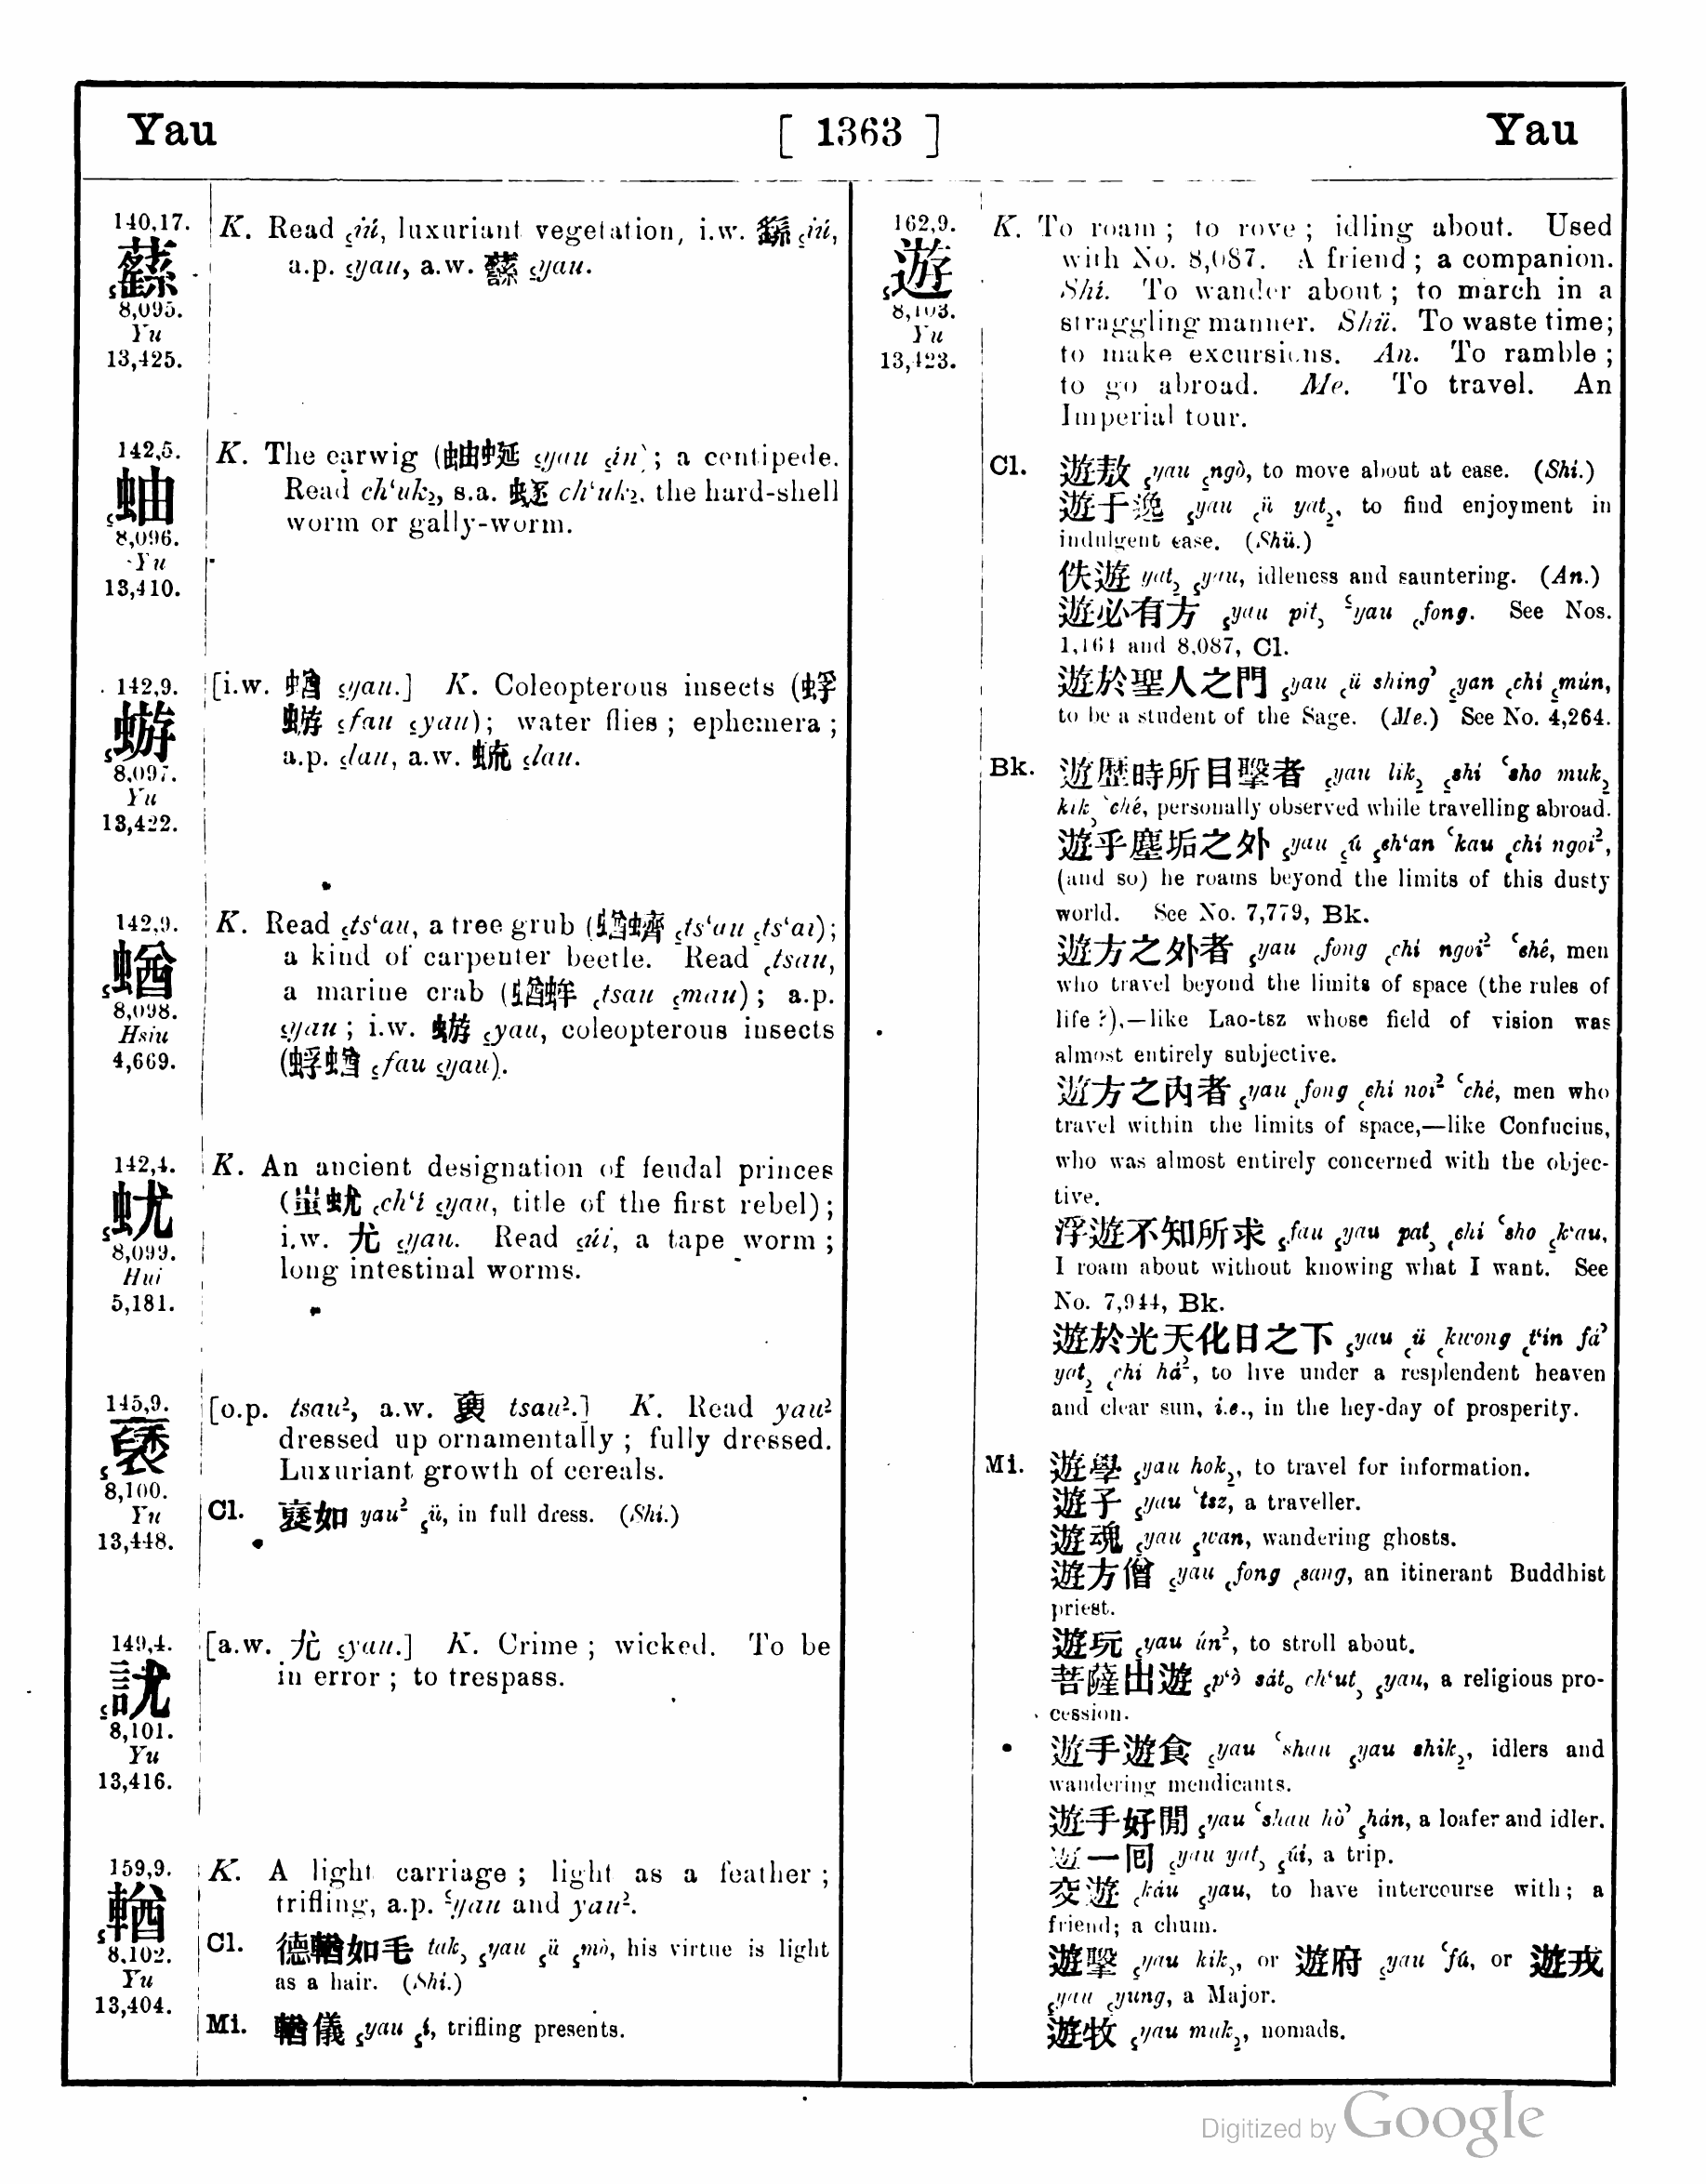 Yau [ 1363 ] Yau
140,17.
蘨
8,095.
Yu
13,425.
K. Read ꜁iú, luxuriant vegetation, i.w. 繇 ꜁iú,
a.p. ꜁yau, a.w. ꜁yau.
142,5.
蚰
8,096.
Yu
13,410.
K. The earwig (蚰蜒 ꜁yau ꜁in); a centipede.
Read ch‘uk₂, s.a. ch‘uk₂, the hard-shell
worm or gally-worm.
142,9.
蝣
8,097.
Yu
13,422.
[i.w. 蝤 ꜁yau.] K. Coleopterous insects (蜉
蝣 ꜁fau ꜁yau); water flies; ephemera;
a.p. ꜁lau, a.w. ꜁lau.
142,9.
蝤
8,098.
Hsiu
4,669.
K. Read ꜁ts‘au, a tree grub (蝤蠐 ꜁ts‘au ꜁ts‘ai);
a kind of carpenter beetle. Read ꜀tsau,
a marine crab (蝤蛑 ꜀tsau ꜁mau); a.p.
꜁yau; i.w. 蝣 ꜁yau, coleopterous insects
(蜉蝤 ꜁fau ꜁yau).
142,4.
蚘
8,099.
Hui
5,181.
K. An ancient designation of feudal princes
(蚩蚘 ꜀ch‘i ꜁yau, title of the first rebel);
i.w. 尤 ꜁yau. Read ꜁úi, a tape worm;
long intestinal worms.
145,9.
褎
8,100.
Yu
13,448.
[o.p. tsau², a.w. tsau².] K. Read yau²
dressed up ornamentally; fully dressed.
Luxuriant growth of cereals.
Cl. 褎如 yau² ꜁ü, in full dress. (Shi.)
149,4.
訧
8,101.
Yu
13,416.
[a.w. 尤 ꜁yau.] K. Crime; wicked. To be
in error; to trespass.
159,9.
輶
8,102.
Yu
13,404.
K. A light carriage; light as a feather;
trifling, a.p. ꜃yau and yau².
Cl. 德輶如毛 tak꜆ ꜁yau ꜁ü ꜁mò, his virtue is light
as a hair. (Shi.)
Mi. 輶儀 ꜁yau ꜁í, trifling presents.
162,9.
遊
8,103.
Yu
13,423.
K. To roam; to rove; idling about. Used
with No. 8,087. A friend; a companion.
Shi. To wander about; to march in a
straggling manner. Shü. To waste time;
to make excursions. An. To ramble;
to go abroad. Me. To travel. An
Imperial tour.
Cl. 遊敖 ꜁yau ꜁ngò, to move about at ease. (Shi.)
遊于逸 ꜁yau ꜁ü yat₂, to find enjoyment in
indulgent ease. (Shü.)
佚遊 yat₂ ꜁yau, idleness and sauntering. (An.)
遊必有方 ꜁yau pit꜆ ꜃yau ꜀fong. See Nos.
1,164 and 8,087, Cl.
遊於聖人之門 ꜁yau ꜀ü shing꜄ ꜁yan ꜀chi ꜁mún,
to be a student of the Sage. (Me.) See No. 4,264.
Bk. 遊歷時所目擊者 ꜁yau lik₂ ꜁shí ꜂sho muk₂
kik꜆ ꜂ché, personally observed while travelling abroad.
遊乎塵垢之外 ꜁yau ꜁ú ꜁ch‘an ꜂kau ꜀chi ngoi²,
(and so) he roams beyond the limits of this dusty
world. See No. 7,779, Bk.
遊方之外者 ꜁yau ꜀fong ꜀chi ngoi² ꜂ché, men
who travel beyond the limits of space (the rules of
life?),—like Lao-tsz whose field of vision was
almost entirely subjective.
遊方之內者 ꜁yau ꜀fong ꜀chi noi² ꜂ché, men who
travel within the limits of space,—like Confucius,
who was almost entirely concerned with the objec-
tive.
浮遊不知所求 ꜁fau ꜁yau pat꜆ ꜀chi ꜂sho ꜁k‘au,
I roam about without knowing what I want. See
No. 7,944, Bk.
遊於光天化日之下 ꜁yau ꜀ü ꜀kwong ꜀t‘in fá꜄
yat₂ ꜀chi há², to live under a resplendent heaven
and clear sun, i.e., in the hey-day of prosperity.
Mi. 遊學 ꜁yau hok₂, to travel for information.
遊子 ꜁yau ꜂tsz, a traveller.
遊魂 ꜁yau ꜁wan, wandering ghosts.
遊方僧 ꜁yau ꜀fong ꜀sang, an itinerant Buddhist
priest.
遊玩 ꜁yau ún², to stroll about.
菩薩出遊 ꜁p‘ò sát。 ch‘ut꜆ ꜁yau, a religious pro-
cession.
遊手遊食 ꜁yau ꜂shau ꜁yau shik₂, idlers and
wandering mendicants.
遊手好閒 ꜁yau ꜂shau hò꜄ ꜁hán, a loafer and idler.
遊一囘 ꜁yau yat꜆ ꜁úi, a trip.
交遊 ꜀káu ꜁yau, to have intercourse with; a
friend; a chum.
遊擊 ꜁yau kik꜆, or 遊府 ꜁yau ꜂fú, or 遊戎
꜁yau ꜁yung, a Major.
遊牧 ꜁yau muk₂, nomads.
Digitized by Google